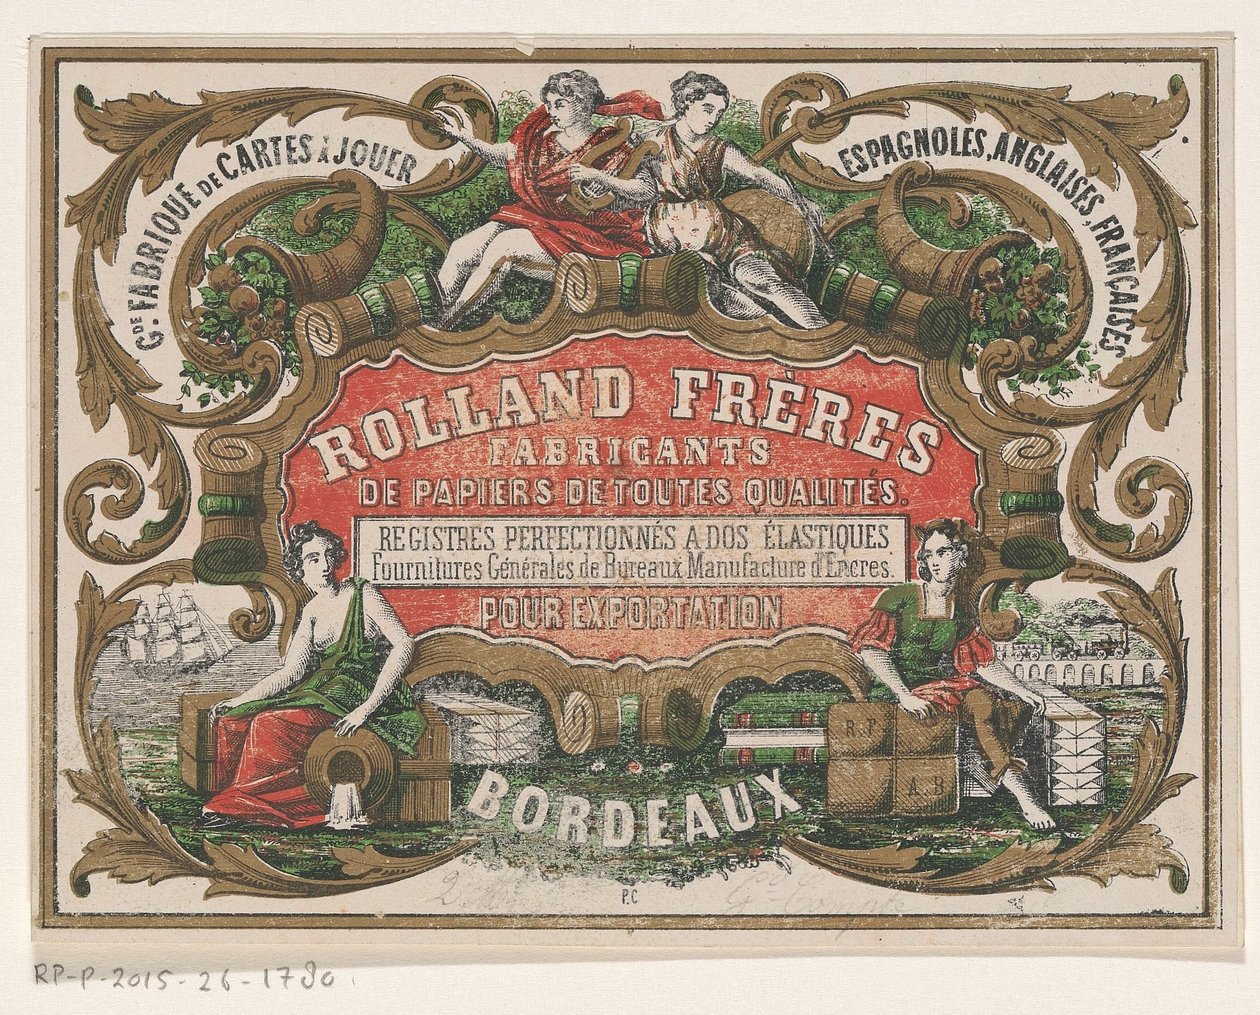 Gde. FABRIQUE DE CARTES À JOUER
ESPAGNOLES, ANGLAISES, FRANÇAISES
ROLLAND FRÈRES
FABRICANTS
DE PAPIERS DE TOUTES QUALITÉS.
REGISTRES PERFECTIONNÉS A DOS ÉLASTIQUES
Fournitures Générales de Bureaux Manufacture d'Encres.
POUR EXPORTATION
R.F
A.B
BORDEAUX
P.C
RP-P-2015-26-1780.